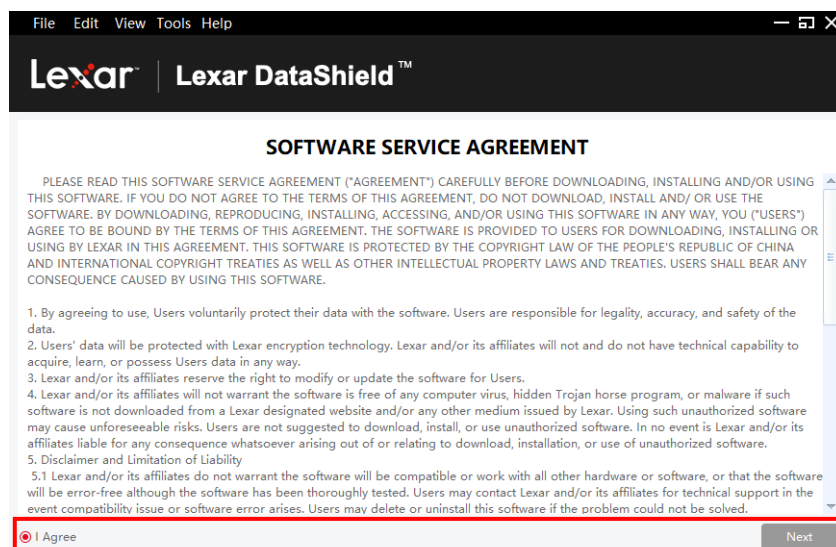 File Edit View Tools Help
Lexar™ Lexar DataShield™
SOFTWARE SERVICE AGREEMENT
PLEASE READ THIS SOFTWARE SERVICE AGREEMENT ("AGREEMENT") CAREFULLY BEFORE DOWNLOADING, INSTALLING AND/OR USING
THIS SOFTWARE. IF YOU DO NOT AGREE TO THE TERMS OF THIS AGREEMENT, DO NOT DOWNLOAD, INSTALL AND/ OR USE THE
SOFTWARE. BY DOWNLOADING, REPRODUCING, INSTALLING, ACCESSING, AND/OR USING THIS SOFTWARE IN ANY WAY, YOU ("USERS")
AGREE TO BE BOUND BY THE TERMS OF THIS AGREEMENT. THE SOFTWARE IS PROVIDED TO USERS FOR DOWNLOADING, INSTALLING OR
USING BY LEXAR IN THIS AGREEMENT. THIS SOFTWARE IS PROTECTED BY THE COPYRIGHT LAW OF THE PEOPLE'S REPUBLIC OF CHINA
AND INTERNATIONAL COPYRIGHT TREATIES AS WELL AS OTHER INTELLECTUAL PROPERTY LAWS AND TREATIES. USERS SHALL BEAR ANY
CONSEQUENCE CAUSED BY USING THIS SOFTWARE.
1. By agreeing to use, Users voluntarily protect their data with the software. Users are responsible for legality, accuracy, and safety of the
data.
2. Users' data will be protected with Lexar encryption technology. Lexar and/or its affiliates will not and do not have technical capability to
acquire, learn, or possess Users data in any way.
3. Lexar and/or its affiliates reserve the right to modify or update the software for Users.
4. Lexar and/or its affiliates will not warrant the software is free of any computer virus, hidden Trojan horse program, or malware if such
software is not downloaded from a Lexar designated website and/or any other medium issued by Lexar. Using such unauthorized software
may cause unforeseeable risks. Users are not suggested to download, install, or use unauthorized software. In no event is Lexar and/or its
affiliates liable for any consequence whatsoever arising out of or relating to download, installation, or use of unauthorized software.
5. Disclaimer and Limitation of Liability
5.1 Lexar and/or its affiliates do not warrant the software will be compatible or work with all other hardware or software, or that the software
will be error-free although the software has been thoroughly tested. Users may contact Lexar and/or its affiliates for technical support in the
event compatibility issue or software error arises. Users may delete or uninstall this software if the problem could not be solved.
I Agree Next